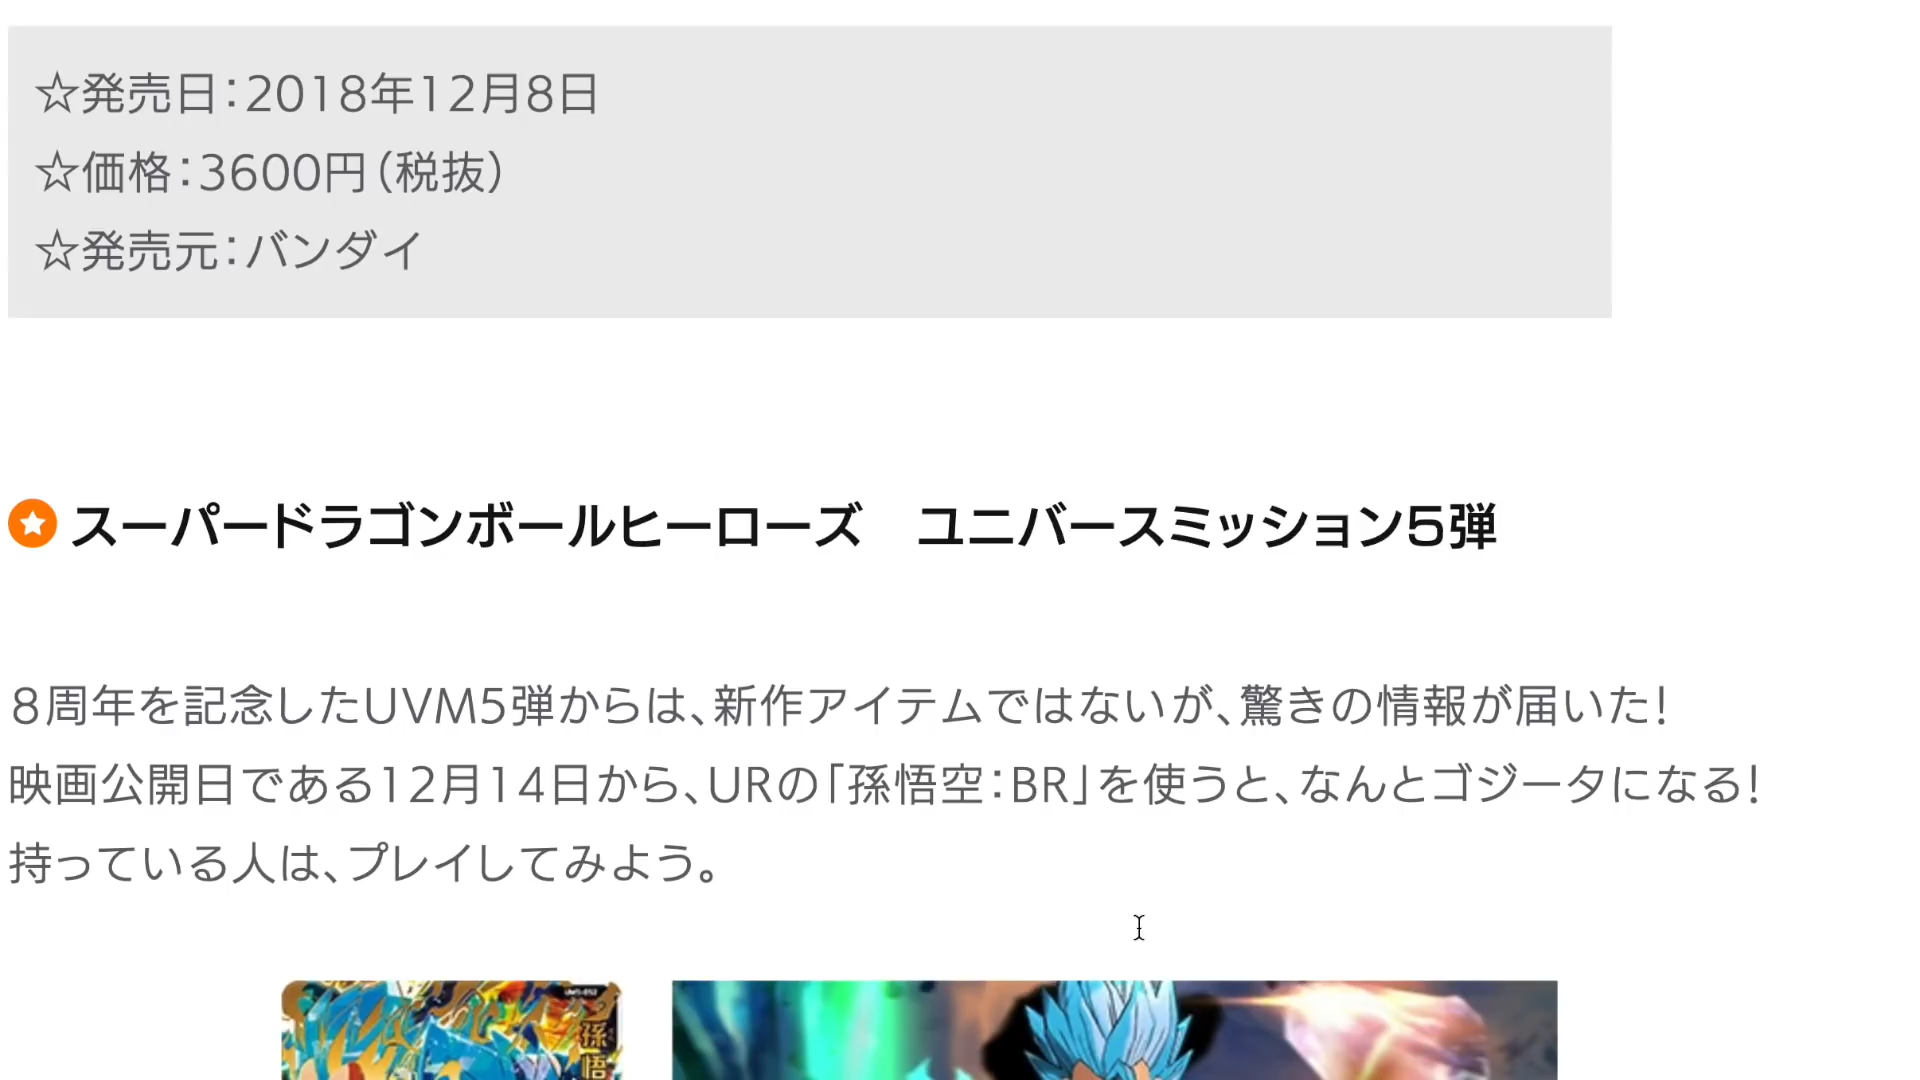 ☆発売日：2018年12月8日
☆価格：3600円（税抜）
☆発売元：バンダイ
スーパードラゴンボールヒーローズ　ユニバースミッション5弾
８周年を記念したUVM5弾からは、新作アイテムではないが、驚きの情報が届いた！
映画公開日である12月14日から、URの「孫悟空：BR」を使うと、なんとゴジータになる！
持っている人は、プレイしてみよう。
孫悟